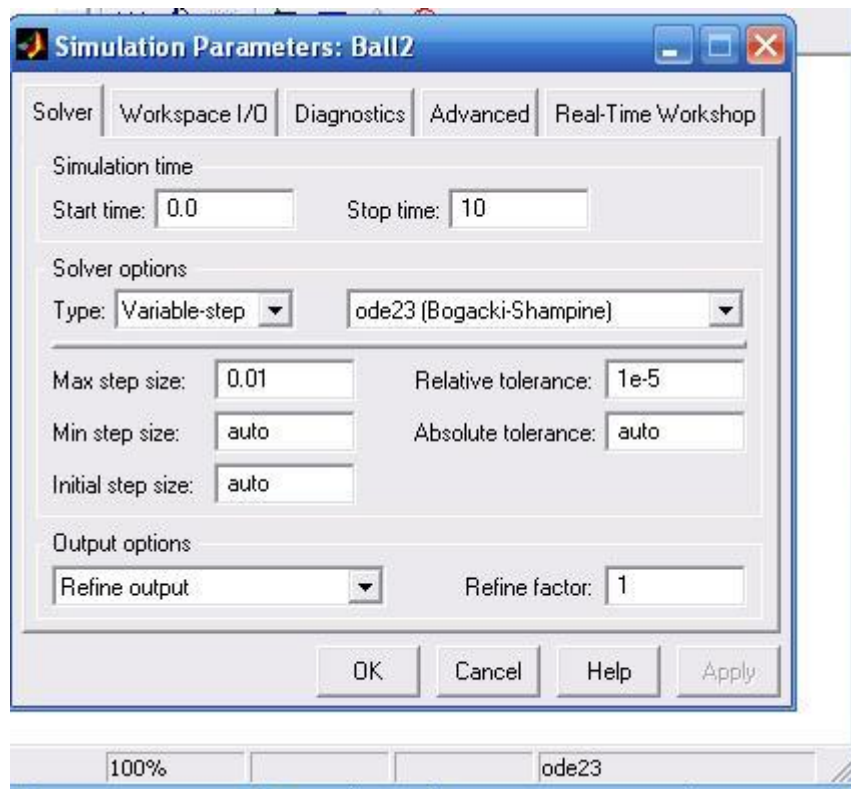 Simulation Parameters: Ball2
Solver Workspace I/O Diagnostics Advanced Real-Time Workshop
Simulation time
Start time: 0.0 Stop time: 10
Solver options
Type: Variable-step ode23 (Bogacki-Shampine)
Max step size: 0.01 Relative tolerance: 1e-5
Min step size: auto Absolute tolerance: auto
Initial step size: auto
Output options
Refine output Refine factor: 1
OK Cancel Help Apply
100% ode23